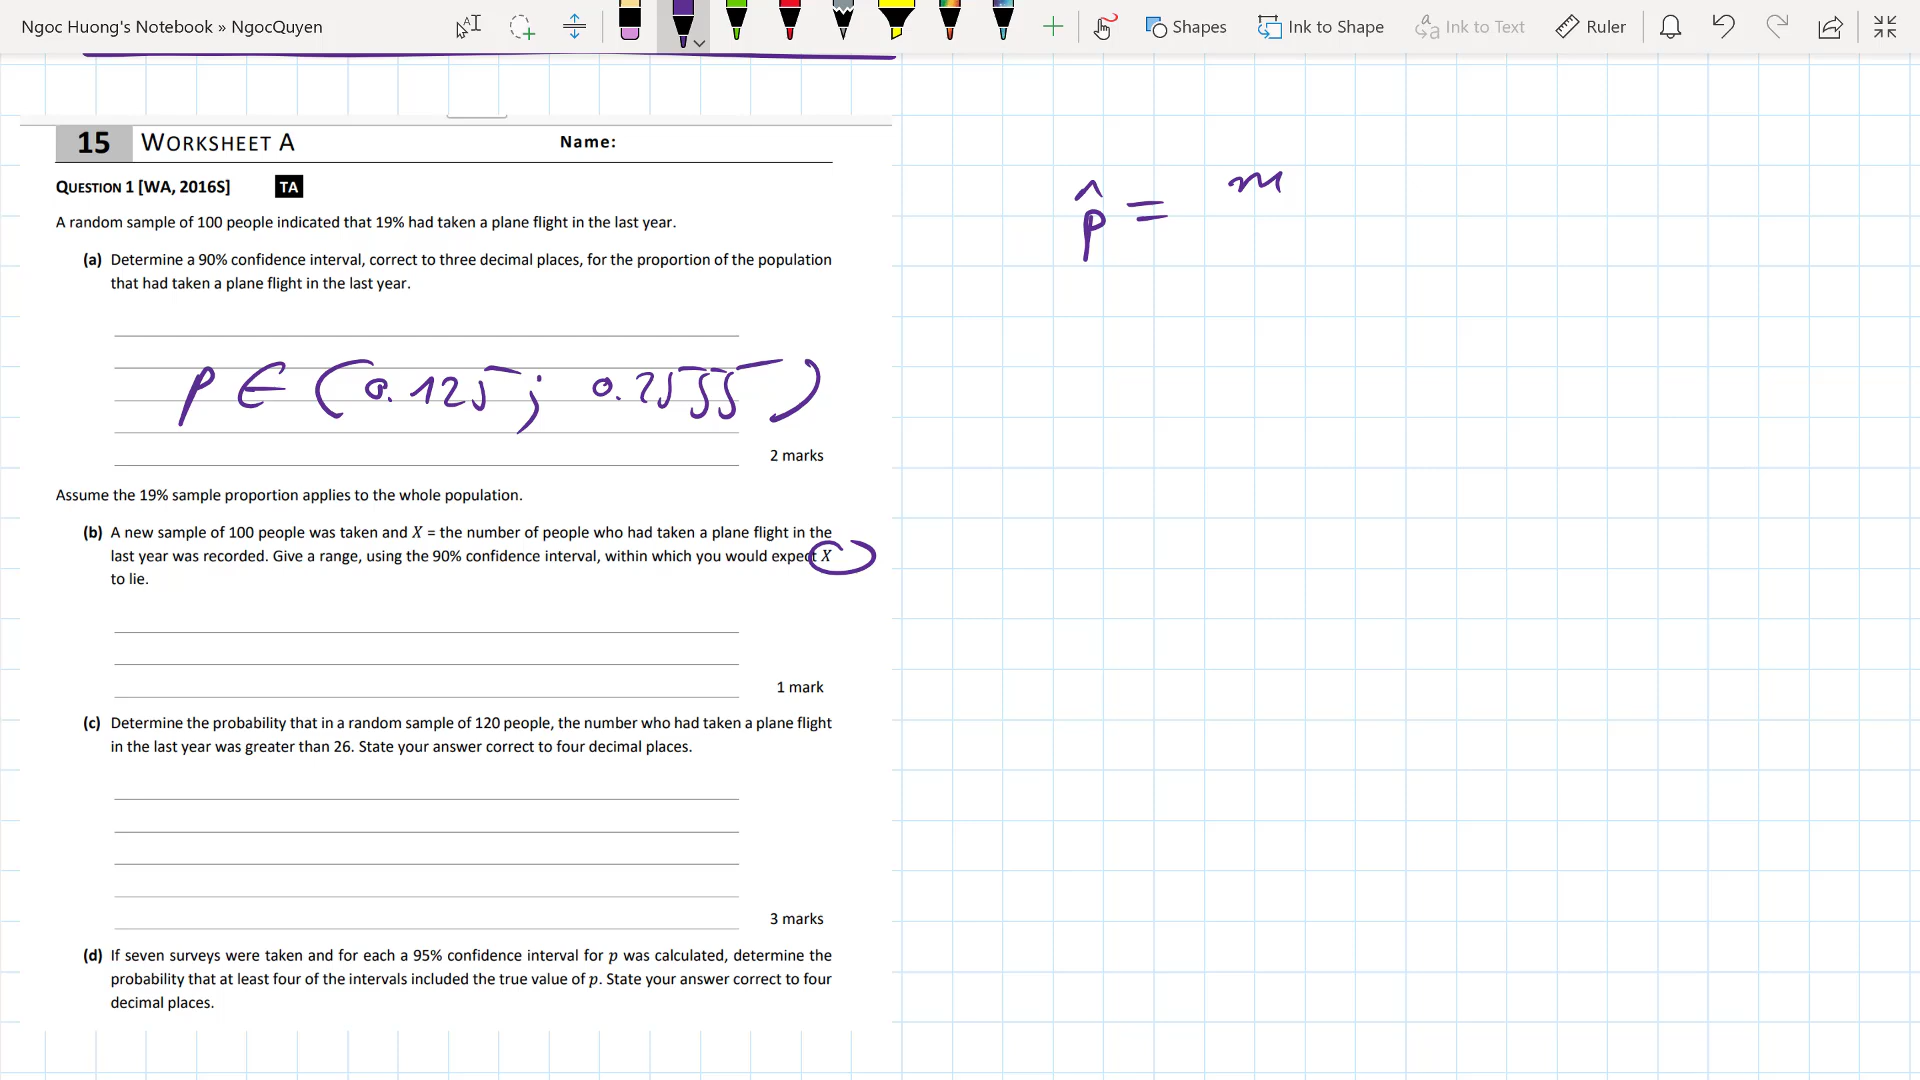 Ngoc Huong's Notebook » NgocQuyen
Shapes
Ink to Shape
Ink to Text
Ruler
15 WORKSHEET A Name:
QUESTION 1 [WA, 2016S] TA
A random sample of 100 people indicated that 19% had taken a plane flight in the last year.
(a) Determine a 90% confidence interval, correct to three decimal places, for the proportion of the population
that had taken a plane flight in the last year.
p ∈ (0.125; 0.2555)
2 marks
Assume the 19% sample proportion applies to the whole population.
(b) A new sample of 100 people was taken and X = the number of people who had taken a plane flight in the
last year was recorded. Give a range, using the 90% confidence interval, within which you would expect X
to lie.
1 mark
(c) Determine the probability that in a random sample of 120 people, the number who had taken a plane flight
in the last year was greater than 26. State your answer correct to four decimal places.
3 marks
(d) If seven surveys were taken and for each a 95% confidence interval for p was calculated, determine the
probability that at least four of the intervals included the true value of p. State your answer correct to four
decimal places.
p̂ =